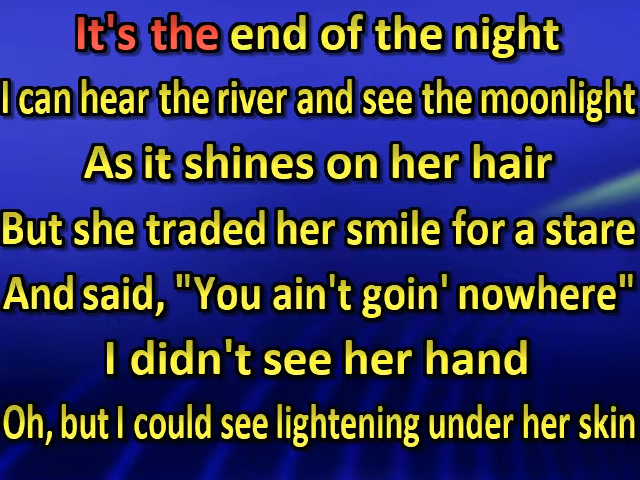 It's the end of the night
I can hear the river and see the moonlight
As it shines on her hair
But she traded her smile for a stare
And said, "You ain't goin' nowhere"
I didn't see her hand
Oh, but I could see lightening under her skin